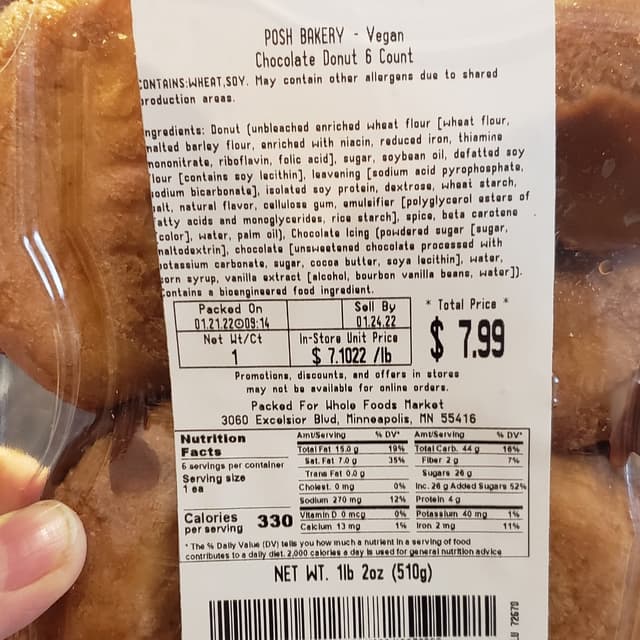 POSH BAKERY - Vegan
Chocolate Donut 6 Count
CONTAINS:WHEAT,SOY. May contain other allergens due to shared
production areas.
ngredients: Donut (unbleached enriched wheat flour [wheat flour,
malted barley flour, enriched with niacin, reduced iron, thiamine
mononitrate, riboflavin, folic acid], sugar, soybean oil, defatted soy
lour [contains soy lecithin], leavening [sodium acid pyrophosphate,
sodium bicarbonate], isolated soy protein, dextrose, wheat starch,
salt, natural flavor, cellulose gum, emulsifier [polyglycerol esters of
fatty acids and monoglycerides, rice starch], spice, beta carotene
[color], water, palm oil), Chocolate Icing (powdered sugar [sugar,
maltodextrin], chocolate [unsweetened chocolate processed with
potassium carbonate, sugar, cocoa butter, soya lecithin], water,
corn syrup, vanilla extract [alcohol, bourbon vanilla beans, water]).
Contains a bioengineered food ingredient.
Packed On
01.21.22@09:14
Sell By
01.24.22
* Total Price *
$ 7.99
Net Wt/Ct
1
In-Store Unit Price
$ 7.1022 /lb
Promotions, discounts, and offers in stores
may not be available for online orders.
Packed For Whole Foods Market
3060 Excelsior Blvd, Minneapolis, MN 55416
Nutrition
Facts
6 servings per container
Serving size
1 ea
Calories
per serving 330
Amt/Serving % DV* Amt/Serving % DV*
Total Fat 15.0 g 19% Total Carb. 44 g 16%
Sat. Fat 7.0 g 35% Fiber 2 g 7%
Trans Fat 0.0 g Sugars 26 g
Cholest. 0 mg 0% Inc. 26 g Added Sugars 52%
Sodium 270 mg 12% Protein 4 g
Vitamin D 0 mcg 0% Potassium 40 mg 1%
Calcium 13 mg 1% Iron 2 mg 11%
* The % Daily Value (DV) tells you how much a nutrient in a serving of food
contributes to a daily diet. 2,000 calories a day is used for general nutrition advice
NET WT. 1lb 2oz (510g)
72670